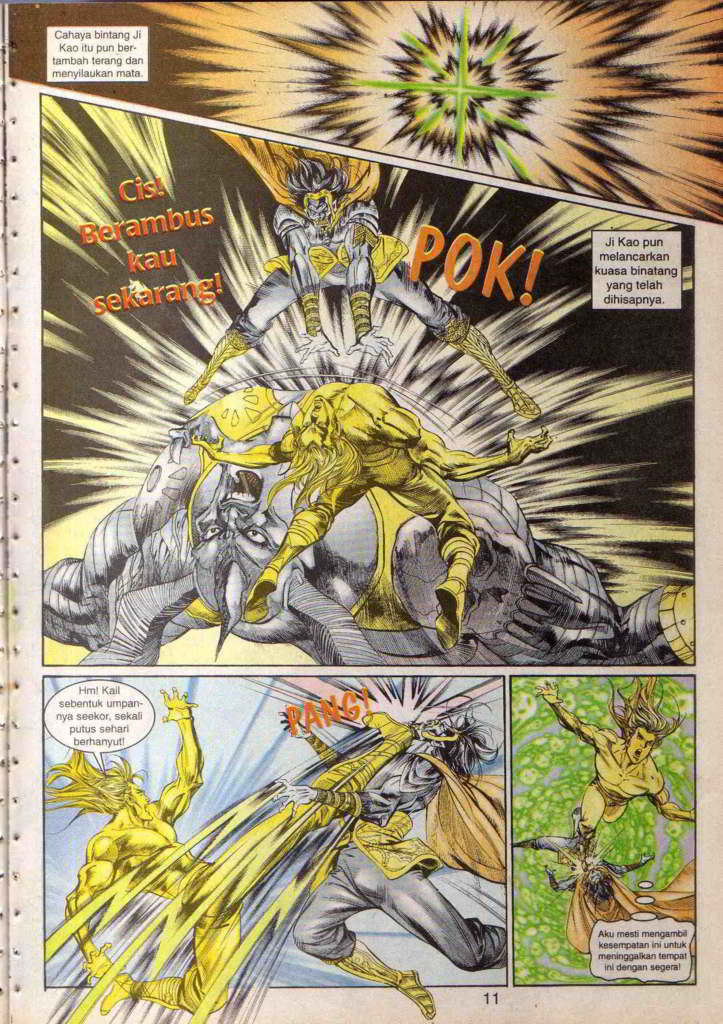 Cahaya bintang Ji
Kao itu pun ber-
tambah terang dan
menyilaukan mata.
Cis!
Berambus
kau
sekarang!
POK!
Ji Kao pun
melancarkan
kuasa binatang
yang telah
dihisapnya.
Hm! Kail
sebentuk umpan-
nya seekor, sekali
putus sehari
berhanyut!
PANG!
Aku mesti mengambil
kesempatan ini untuk
meninggalkan tempat
ini dengan segera!
11